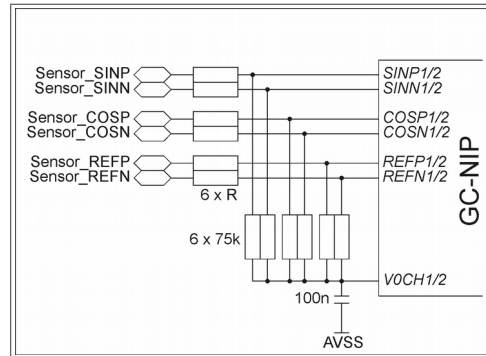 Sensor_SINP
SINP1/2
Sensor_SINN
SINN1/2
Sensor_COSP
COSP1/2
Sensor_COSN
COSN1/2
Sensor_REFP
REFP1/2
Sensor_REFN
REFN1/2
6 x R
GC-NIP
6 x 75k
V0CH1/2
100n
AVSS